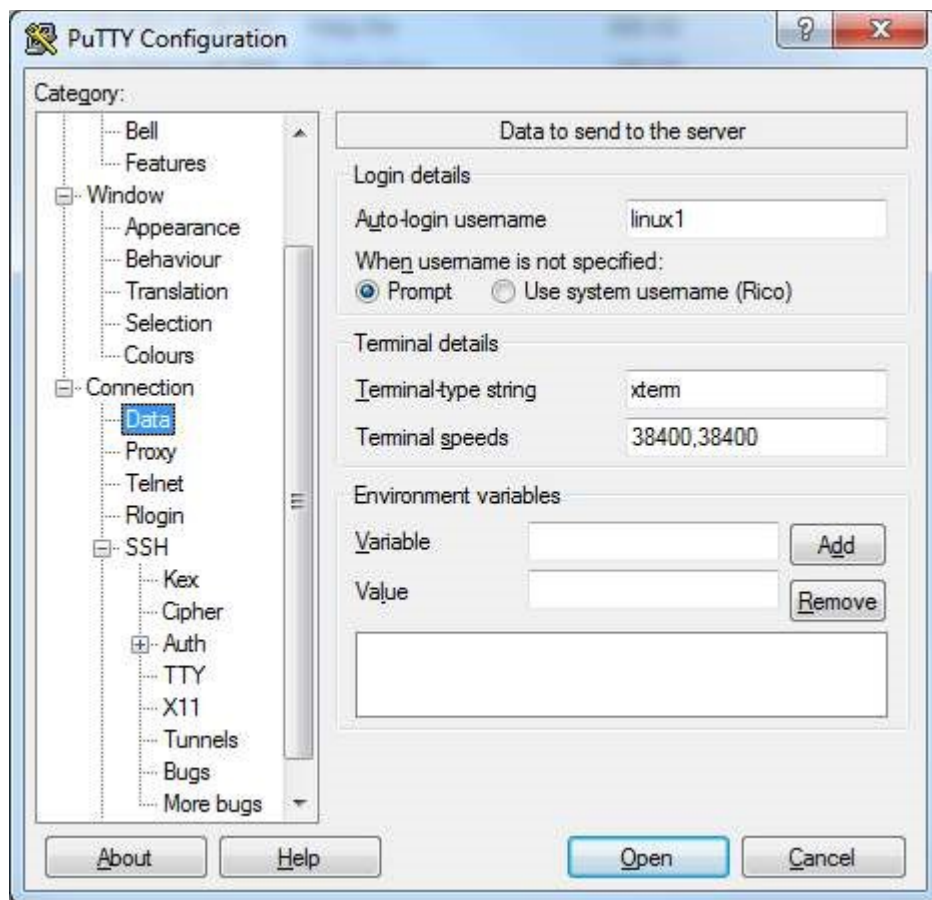 PuTTY Configuration
Category:
Bell
Features
Window
Appearance
Behaviour
Translation
Selection
Colours
Connection
Data
Proxy
Telnet
Rlogin
SSH
Kex
Cipher
Auth
TTY
X11
Tunnels
Bugs
More bugs
Data to send to the server
Login details
Auto-login username linux1
When username is not specified:
Prompt Use system username (Rico)
Terminal details
Terminal-type string xterm
Terminal speeds 38400,38400
Environment variables
Variable Add
Value Remove
About Help Open Cancel